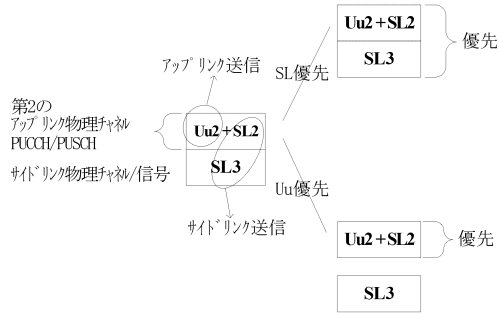 アップリンク送信
第2の
アップリンク物理チャネル
PUCCH/PUSCH
サイドリンク物理チャネル/信号
Uu2+SL2
SL3
サイドリンク送信
SL優先
Uu優先
Uu2+SL2
SL3
優先
Uu2+SL2
優先
SL3